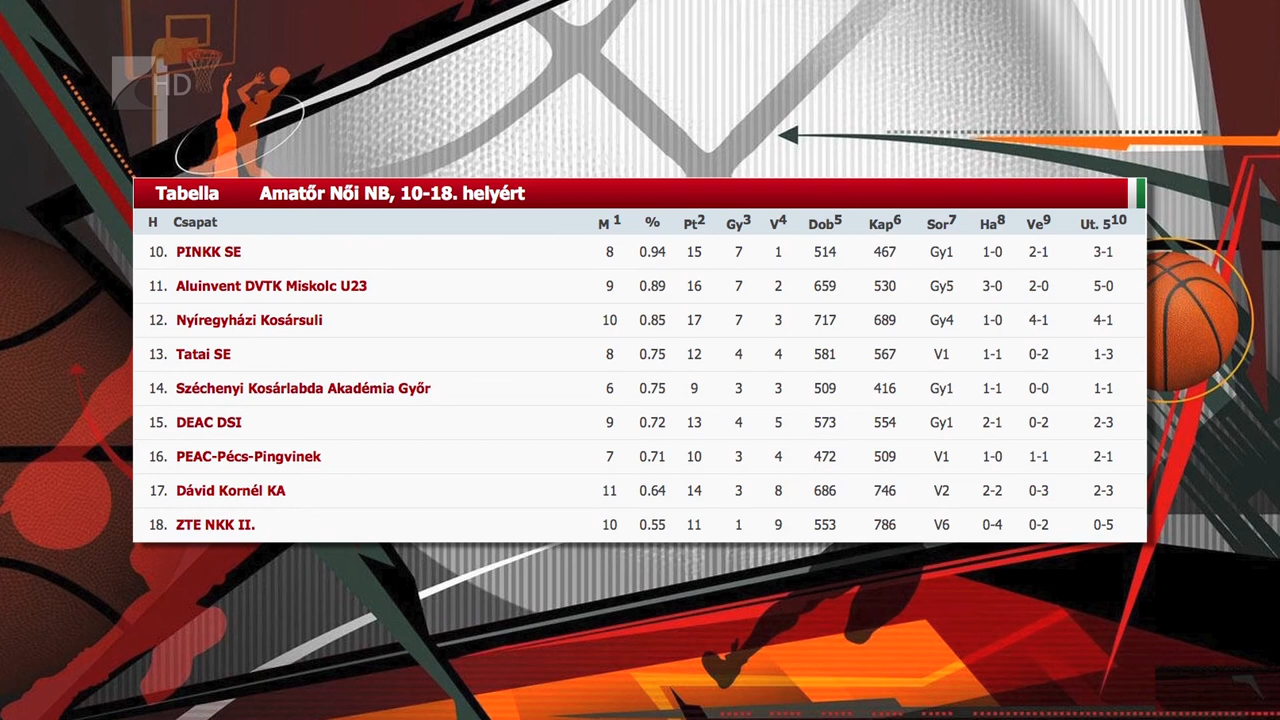 HD
Tabella Amatőr Női NB, 10-18. helyért
H Csapat M 1 % Pt2 Gy3 V4 Dob5 Kap6 Sor7 Ha8 Ve9 Ut. 510
10. PINKK SE 8 0.94 15 7 1 514 467 Gy1 1-0 2-1 3-1
11. Aluinvent DVTK Miskolc U23 9 0.89 16 7 2 659 530 Gy5 3-0 2-0 5-0
12. Nyíregyházi Kosársuli 10 0.85 17 7 3 717 689 Gy4 1-0 4-1 4-1
13. Tatai SE 8 0.75 12 4 4 581 567 V1 1-1 0-2 1-3
14. Széchenyi Kosárlabda Akadémia Győr 6 0.75 9 3 3 509 416 Gy1 1-1 0-0 1-1
15. DEAC DSI 9 0.72 13 4 5 573 554 Gy1 2-1 0-2 2-3
16. PEAC-Pécs-Pingvinek 7 0.71 10 3 4 472 509 V1 1-0 1-1 2-1
17. Dávid Kornél KA 11 0.64 14 3 8 686 746 V2 2-2 0-3 2-3
18. ZTE NKK II. 10 0.55 11 1 9 553 786 V6 0-4 0-2 0-5